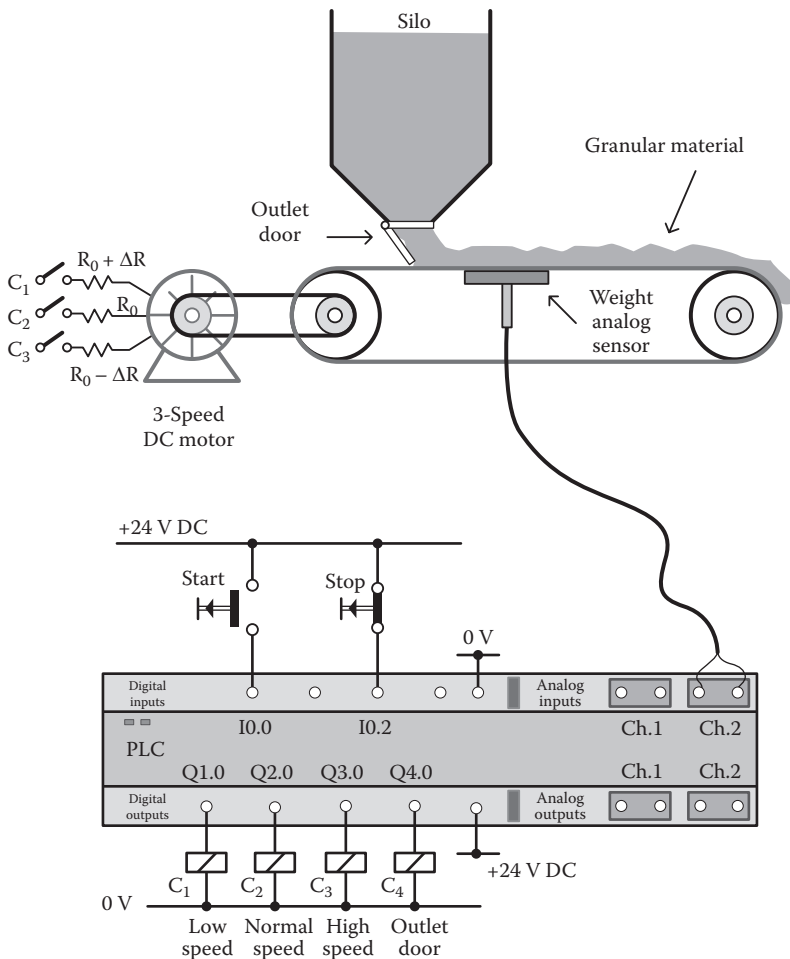 Silo
Granular material
Outlet
door
C₁
R₀ + ΔR
C₂
R₀
C₃
R₀ − ΔR
Weight
analog
sensor
3-Speed
DC motor
+24 V DC
Start
Stop
0 V
Digital
inputs
Analog
inputs
I0.0
I0.2
Ch.1
Ch.2
PLC
Q1.0
Q2.0
Q3.0
Q4.0
Ch.1
Ch.2
Digital
outputs
Analog
outputs
+24 V DC
C₁
C₂
C₃
C₄
0 V
Low
speed
Normal
speed
High
speed
Outlet
door